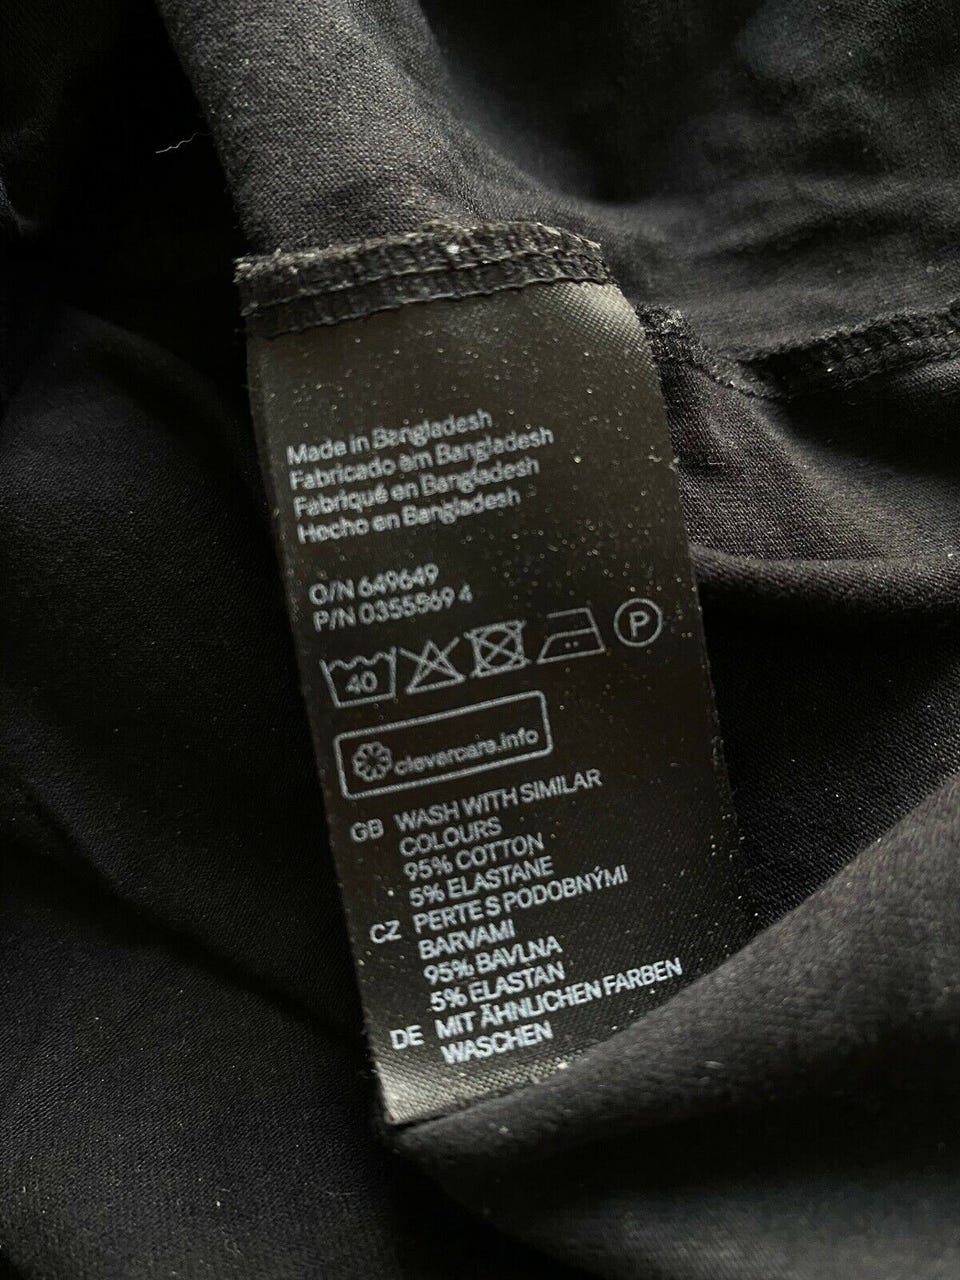 Made in Bangladesh
Fabricado em Bangladesh
Fabriqué en Bangladesh
Hecho en Bangladesh
O/N 649649
P/N 0355569 4
40 P
clevercare.info
GB WASH WITH SIMILAR
COLOURS
95% COTTON
5% ELASTANE
CZ PERTE S PODOBNÝMI
BARVAMI
95% BAVLNA
5% ELASTAN
DE MIT ÄHNLICHEN FARBEN
WASCHEN